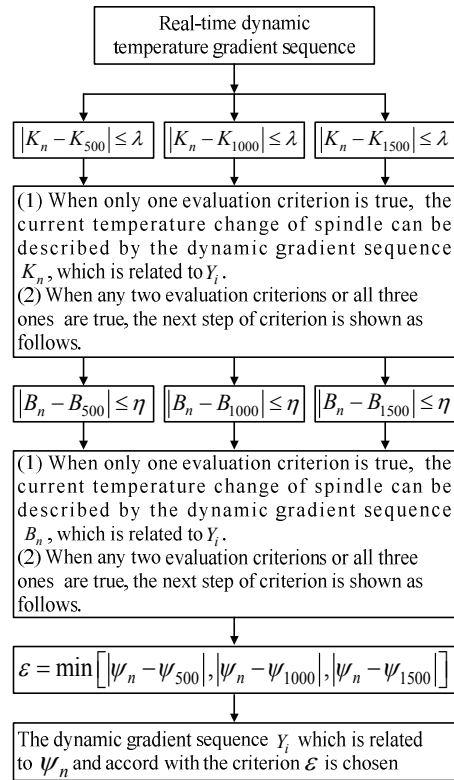 Real-time dynamic
temperature gradient sequence
|K_n − K_500| ≤ λ |K_n − K_1000| ≤ λ |K_n − K_1500| ≤ λ
(1) When only one evaluation criterion is true, the
current temperature change of spindle can be
described by the dynamic gradient sequence
K_n, which is related to Y_i.
(2) When any two evaluation criterions or all three
ones are true, the next step of criterion is shown as
follows.
|B_n − B_500| ≤ η |B_n − B_1000| ≤ η |B_n − B_1500| ≤ η
(1) When only one evaluation criterion is true, the
current temperature change of spindle can be
described by the dynamic gradient sequence
B_n, which is related to Y_i.
(2) When any two evaluation criterions or all three
ones are true, the next step of criterion is shown as
follows.
ε = min[|ψ_n − ψ_500|, |ψ_n − ψ_1000|, |ψ_n − ψ_1500|]
The dynamic gradient sequence Y_i which is related
to ψ_n and accord with the criterion ε is chosen